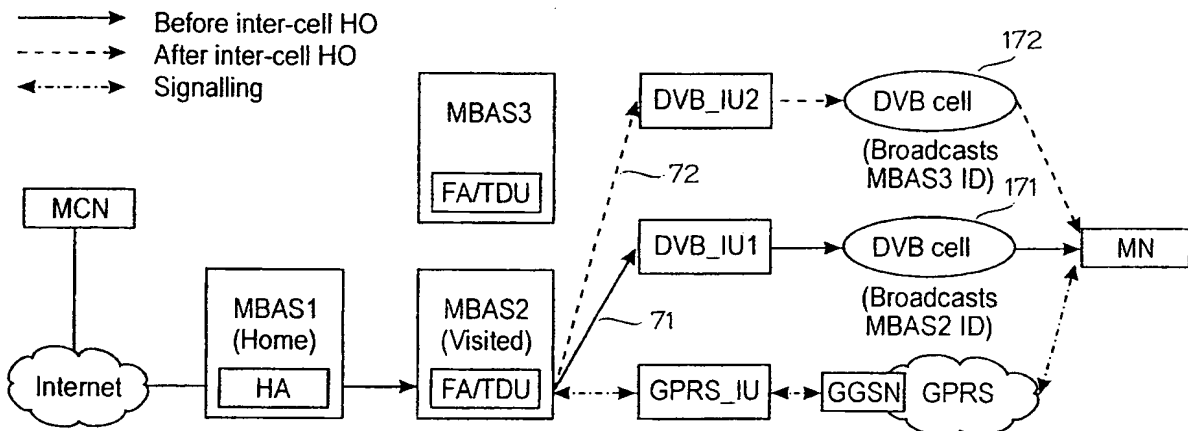 Before inter-cell HO
After inter-cell HO
Signalling
MBAS3
FA/TDU
DVB_IU2
DVB cell
172
(Broadcasts
MBAS3 ID)
72
MCN
DVB_IU1
DVB cell
171
MN
(Broadcasts
MBAS2 ID)
71
Internet
MBAS1
(Home)
HA
MBAS2
(Visited)
FA/TDU
GPRS_IU
GGSN
GPRS